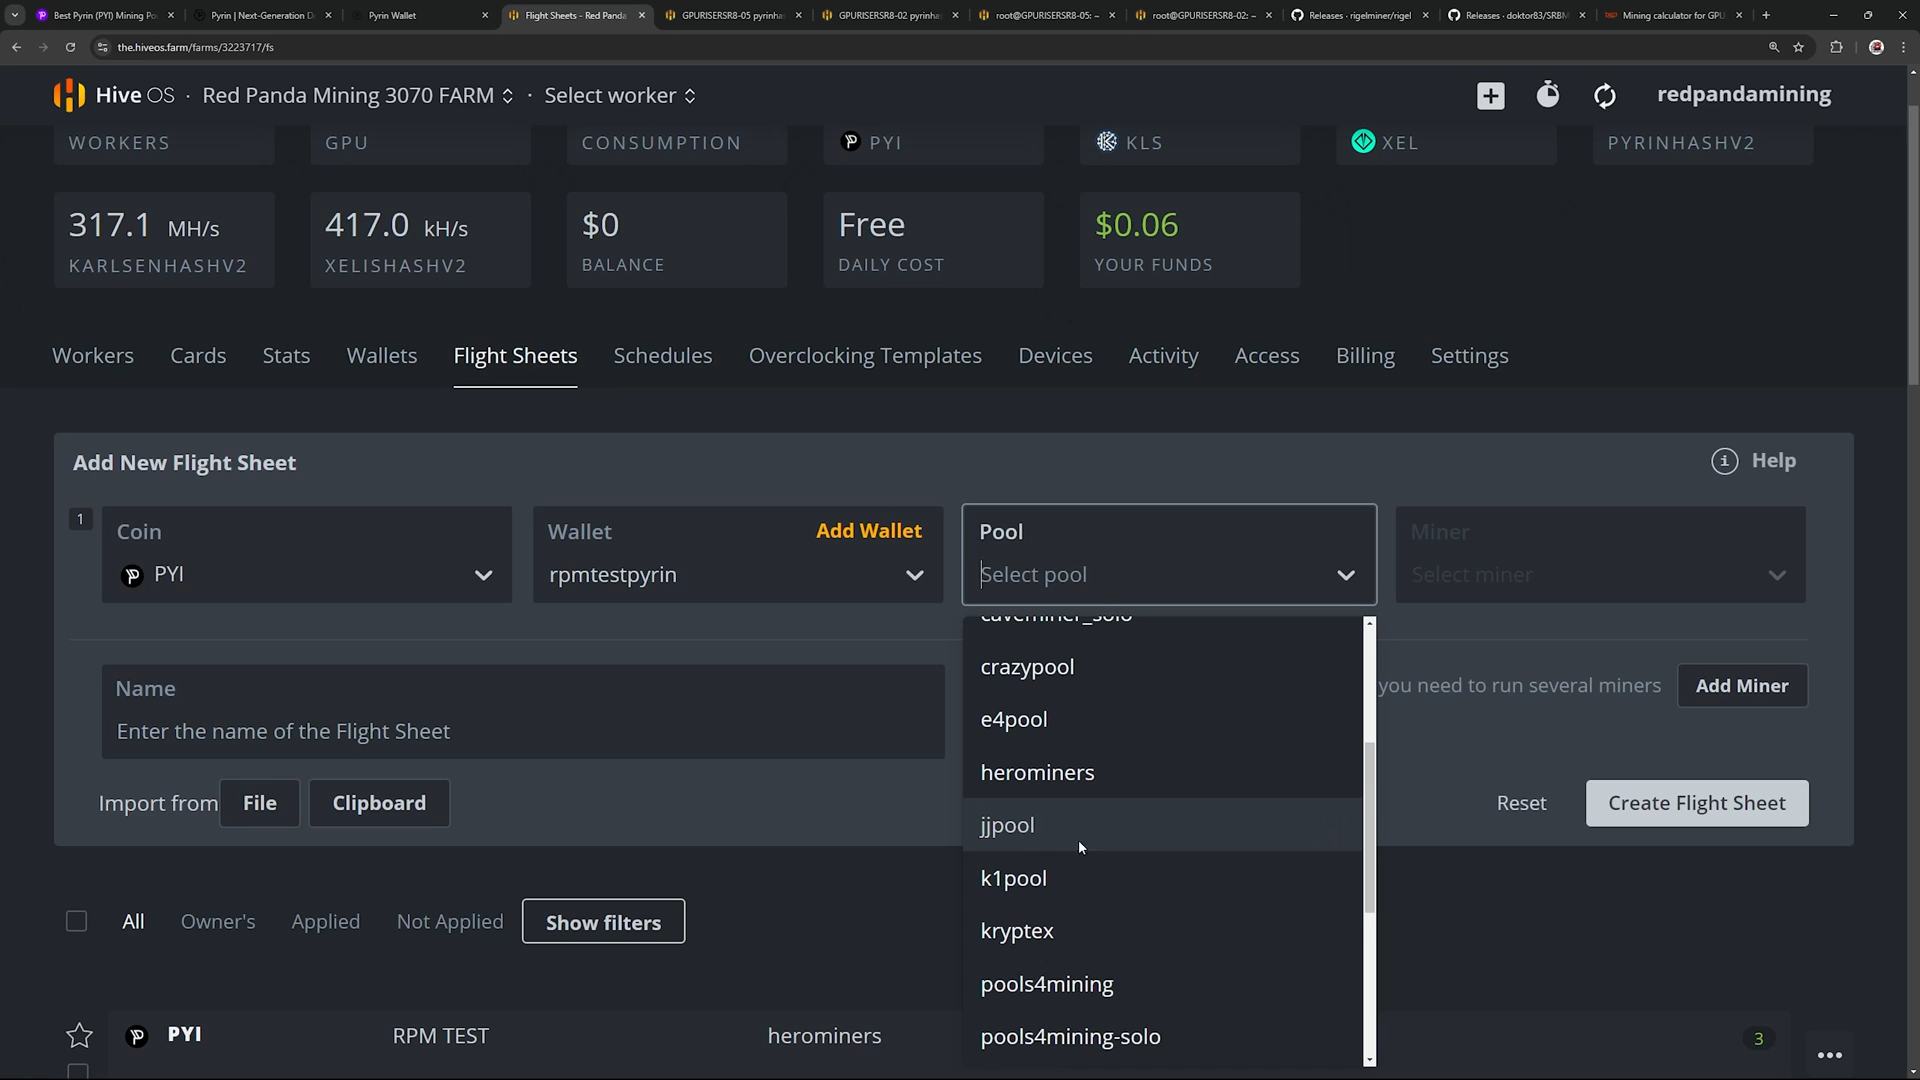 Best Pyrin (PYI) Mining Po
Pyrin | Next-Generation D
Pyrin Wallet
Flight Sheets - Red Panda
GPURISERSR8-05 pyrinha
GPURISERSR8-02 pyrinha
root@GPURISERSR8-05: ~
root@GPURISERSR8-02: ~
Releases · rigelminer/rigel
Releases · doktor83/SRBM
Mining calculator for GPU
the.hiveos.farm/farms/3223717/fs
Hive OS · Red Panda Mining 3070 FARM · Select worker
redpandamining
WORKERS
GPU
CONSUMPTION
PYI
KLS
XEL
PYRINHASHV2
317.1 MH/s
KARLSENHASHV2
417.0 kH/s
XELISHASHV2
$0
BALANCE
Free
DAILY COST
$0.06
YOUR FUNDS
Workers
Cards
Stats
Wallets
Flight Sheets
Schedules
Overclocking Templates
Devices
Activity
Access
Billing
Settings
Add New Flight Sheet
Help
1
Coin
PYI
Wallet
Add Wallet
rpmtestpyrin
Pool
Select pool
Miner
Select miner
caveminer_solo
crazypool
e4pool
herominers
jjpool
k1pool
kryptex
pools4mining
pools4mining-solo
Name
Enter the name of the Flight Sheet
you need to run several miners
Add Miner
Import from
File
Clipboard
Reset
Create Flight Sheet
All
Owner's
Applied
Not Applied
Show filters
PYI
RPM TEST
herominers
3